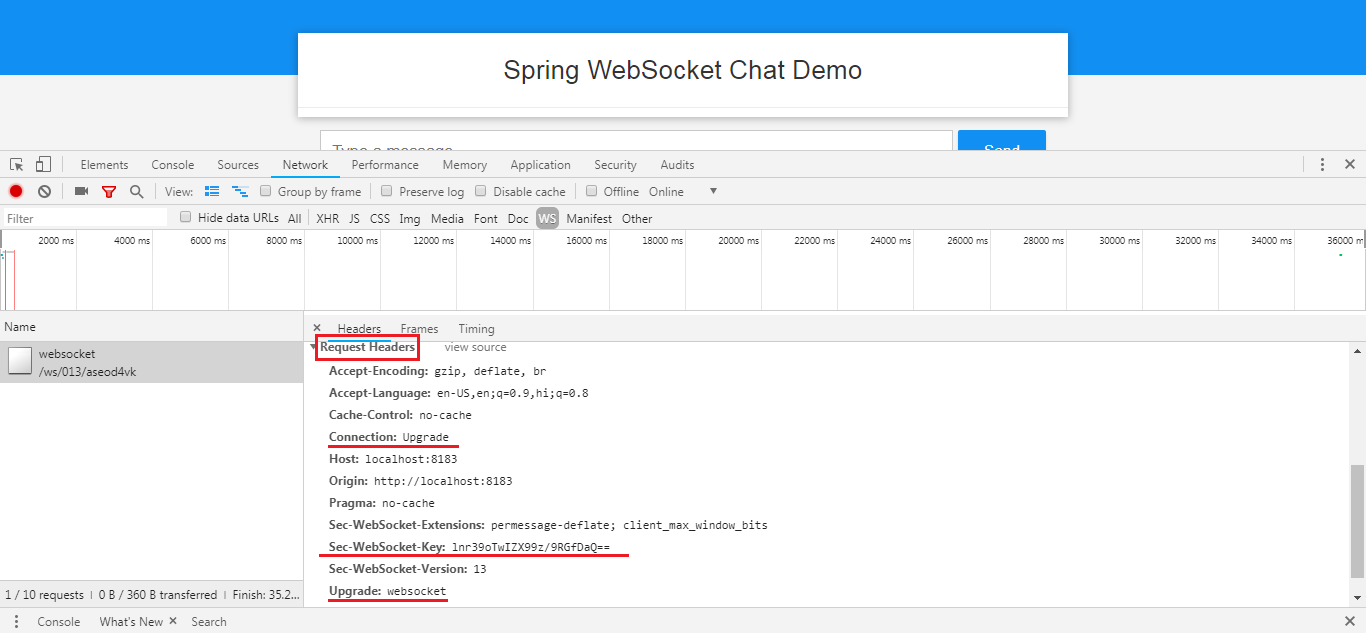 Spring WebSocket Chat Demo
Type a message... Send
Elements Console Sources Network Performance Memory Application Security Audits
View: Group by frame Preserve log Disable cache Offline Online
Filter Hide data URLs All XHR JS CSS Img Media Font Doc WS Manifest Other
2000 ms 4000 ms 6000 ms 8000 ms 10000 ms 12000 ms 14000 ms 16000 ms 18000 ms 20000 ms 22000 ms 24000 ms 26000 ms 28000 ms 30000 ms 32000 ms 34000 ms 36000 m
Name
websocket
/ws/013/aseod4vk
Headers Frames Timing
Request Headers view source
Accept-Encoding: gzip, deflate, br
Accept-Language: en-US,en;q=0.9,hi;q=0.8
Cache-Control: no-cache
Connection: Upgrade
Host: localhost:8183
Origin: http://localhost:8183
Pragma: no-cache
Sec-WebSocket-Extensions: permessage-deflate; client_max_window_bits
Sec-WebSocket-Key: lnr39oTwIZX99z/9RGfDaQ==
Sec-WebSocket-Version: 13
Upgrade: websocket
1 / 10 requests | 0 B / 360 B transferred | Finish: 35.2...
Console What's New Search